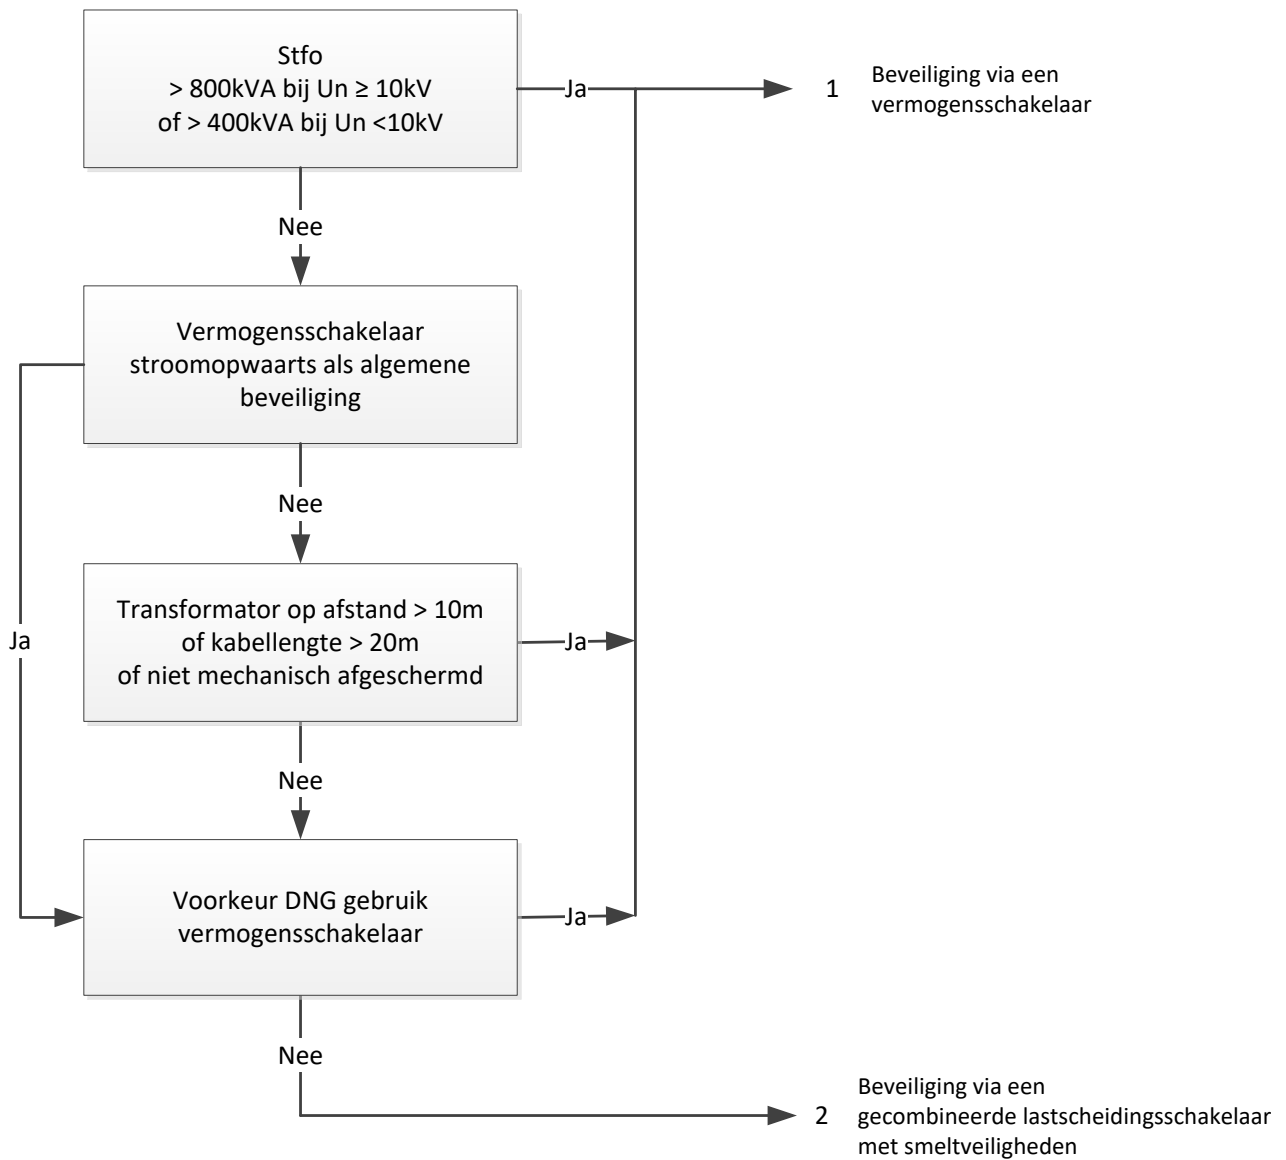 Stfo
> 800kVA bij Un ≥ 10kV
of > 400kVA bij Un <10kV
Ja
1
Beveiliging via een
vermogensschakelaar
Nee
Vermogensschakelaar
stroomopwaarts als algemene
beveiliging
Nee
Ja
Transformator op afstand > 10m
of kabellengte > 20m
of niet mechanisch afgeschermd
Ja
Nee
Voorkeur DNG gebruik
vermogensschakelaar
Ja
Nee
2
Beveiliging via een
gecombineerde lastscheidingsschakelaar
met smeltveiligheden